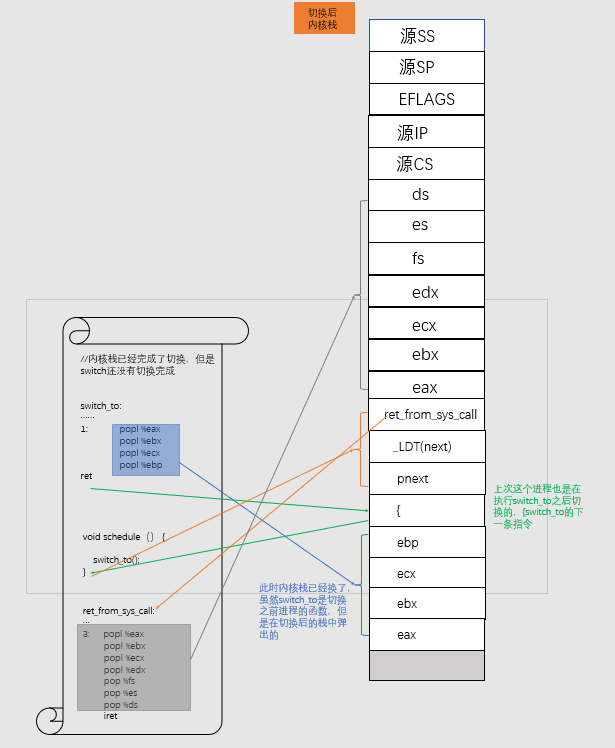 切换后
内核栈
源SS
源SP
EFLAGS
源IP
源CS
ds
es
fs
edx
ecx
ebx
eax
ret_from_sys_call
_LDT(next)
pnext
{
ebp
ecx
ebx
eax
//内核栈已经完成了切换，但是
switch还没有切换完成
switch_to:
······
1: popl %eax
popl %ebx
popl %ecx
popl %ebp
ret
void schedule（） {
switch_to();
}
ret_from_sys_call:
...
3: popl %eax
popl %ebx
popl %ecx
popl %edx
pop %fs
pop %es
pop %ds
iret
此时内核栈已经换了，
虽然switch_to是切换
之前进程的函数，但
是在切换后的栈中弹
出的
上次这个进程也是在
执行switch_to之后切
换的，{switch_to的下
一条指令